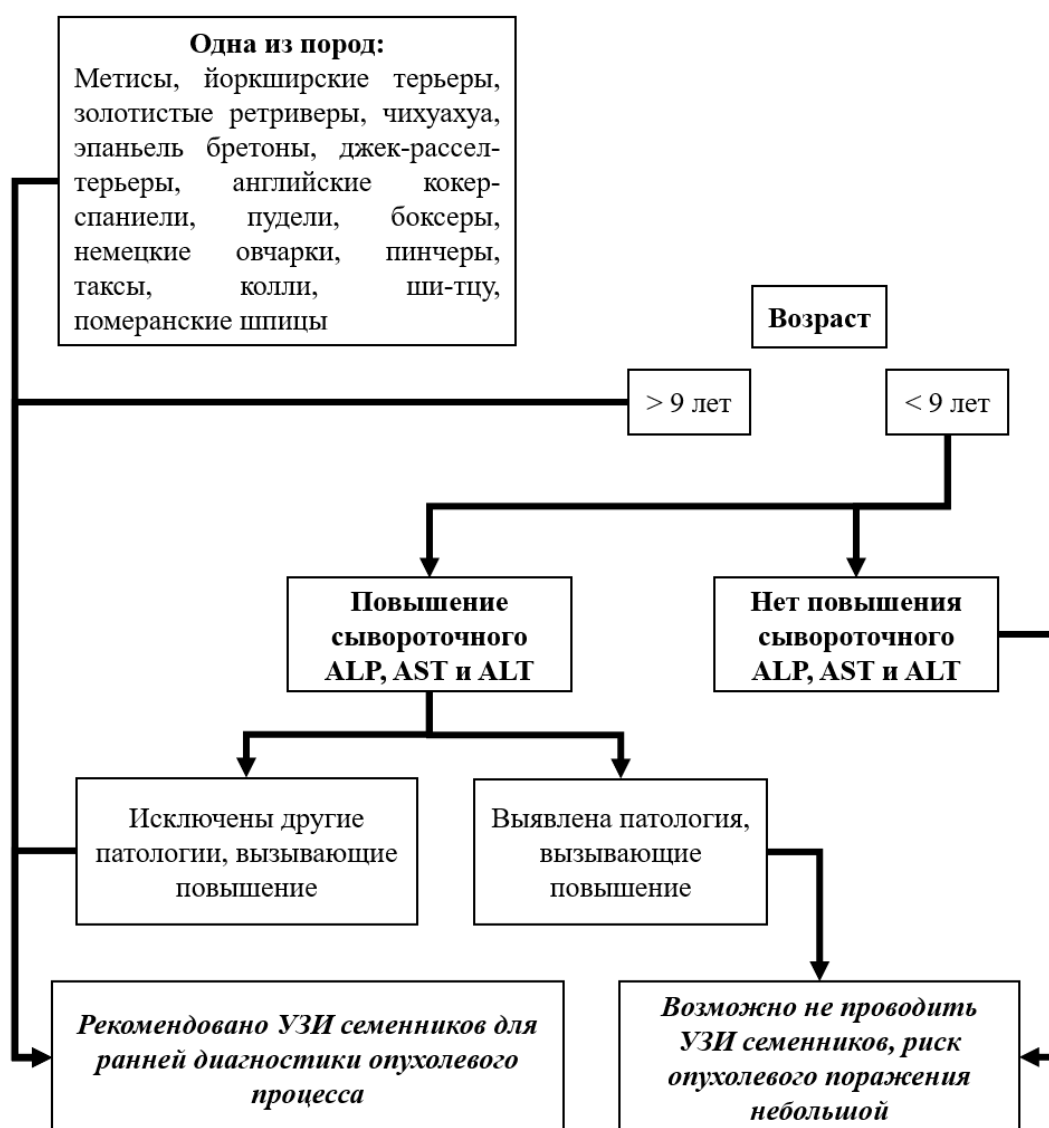 Одна из пород:
Метисы, йоркширские терьеры,
золотистые ретриверы, чихуахуа,
эпаньель бретоны, джек-рассел-
терьеры, английские кокер-
спаниели, пудели, боксеры,
немецкие овчарки, пинчеры,
таксы, колли, ши-тцу,
померанские шпицы
Возраст
> 9 лет
< 9 лет
Повышение
сывороточного
ALP, AST и ALT
Нет повышения
сывороточного
ALP, AST и ALT
Исключены другие
патологии, вызывающие
повышение
Выявлена патология,
вызывающие
повышение
Рекомендовано УЗИ семенников для
ранней диагностики опухолевого
процесса
Возможно не проводить
УЗИ семенников, риск
опухолевого поражения
небольшой